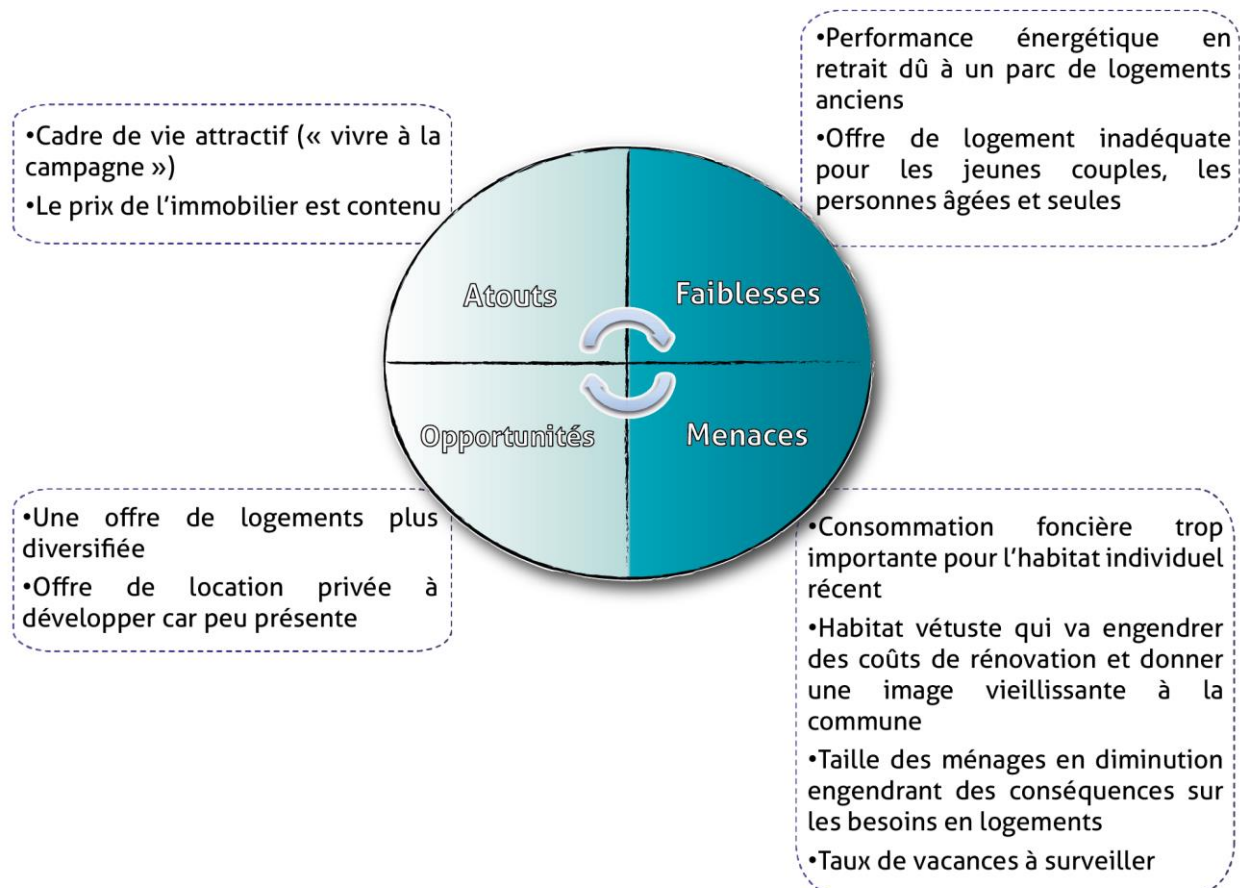 •Cadre de vie attractif (« vivre à la
campagne »)
•Le prix de l’immobilier est contenu
•Performance énergétique en
retrait dû à un parc de logements
anciens
•Offre de logement inadéquate
pour les jeunes couples, les
personnes âgées et seules
Atouts
Faiblesses
Opportunités
Menaces
•Une offre de logements plus
diversifiée
•Offre de location privée à
développer car peu présente
•Consommation foncière trop
importante pour l’habitat individuel
récent
•Habitat vétuste qui va engendrer
des coûts de rénovation et donner
une image vieillissante à la
commune
•Taille des ménages en diminution
engendrant des conséquences sur
les besoins en logements
•Taux de vacances à surveiller